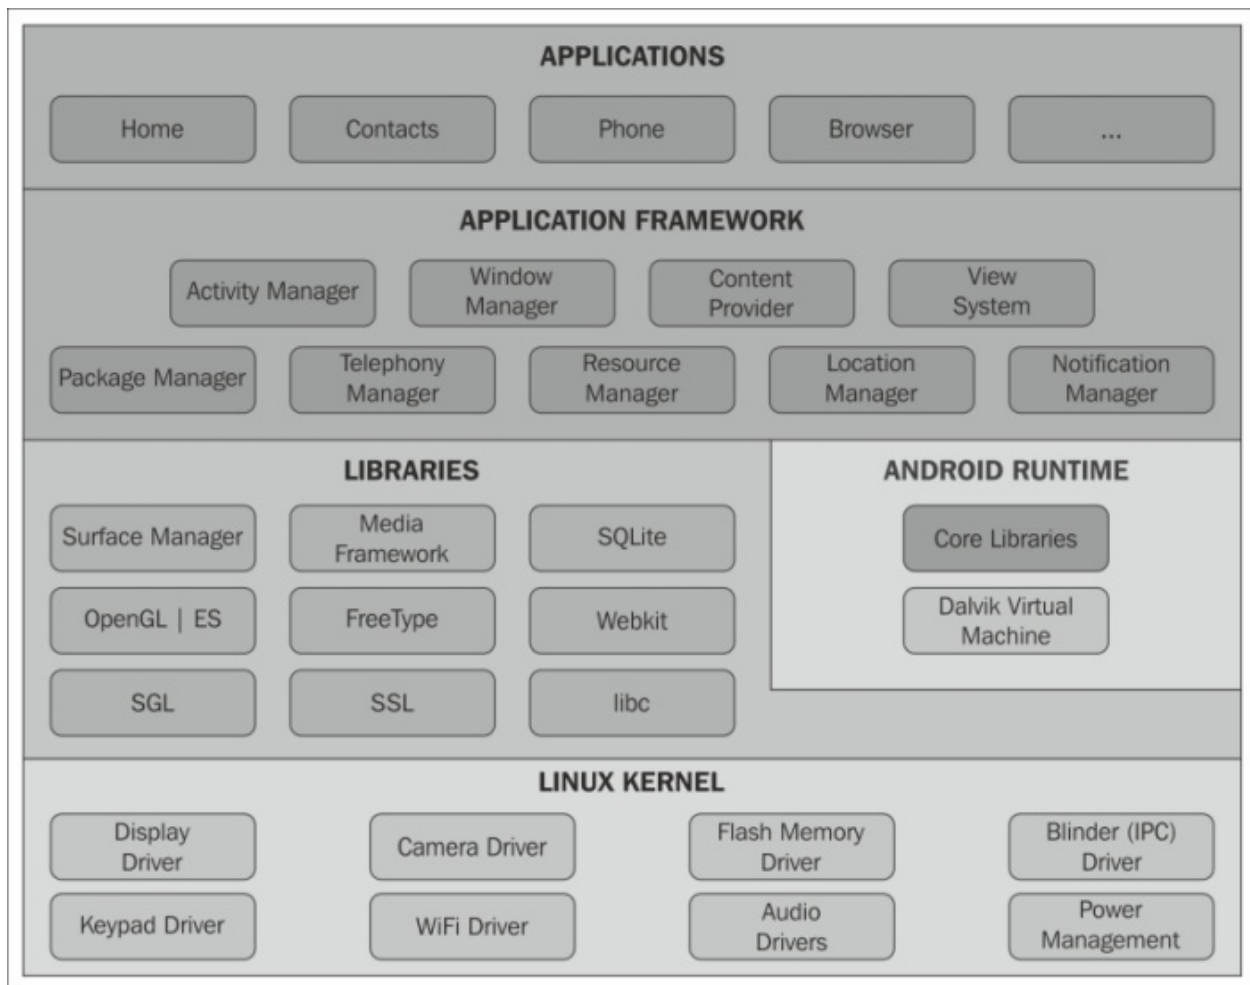 APPLICATIONS
Home
Contacts
Phone
Browser
...
APPLICATION FRAMEWORK
Activity Manager
Window
Manager
Content
Provider
View
System
Package Manager
Telephony
Manager
Resource
Manager
Location
Manager
Notification
Manager
LIBRARIES
Surface Manager
Media
Framework
SQLite
OpenGL | ES
FreeType
Webkit
SGL
SSL
libc
ANDROID RUNTIME
Core Libraries
Dalvik Virtual
Machine
LINUX KERNEL
Display
Driver
Camera Driver
Flash Memory
Driver
Blinder (IPC)
Driver
Keypad Driver
WiFi Driver
Audio
Drivers
Power
Management